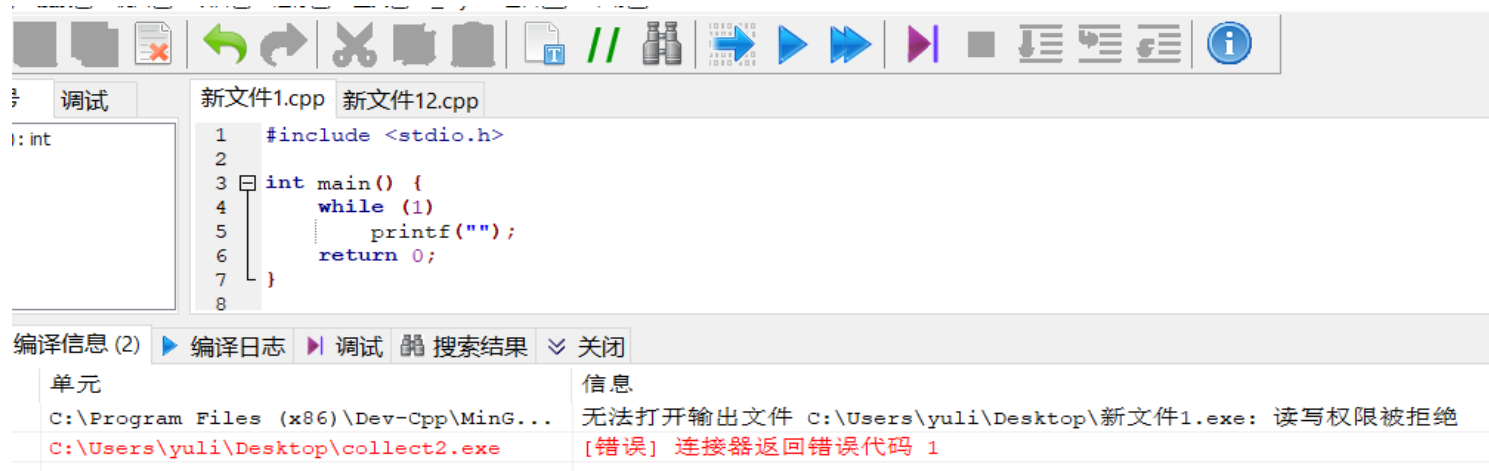 调试
新文件1.cpp 新文件12.cpp
): int
1 #include <stdio.h>
2
3 int main() {
4 while (1)
5 printf("");
6 return 0;
7 }
8
编译信息 (2) 编译日志 调试 搜索结果 关闭
单元 信息
C:\Program Files (x86)\Dev-Cpp\MinG... 无法打开输出文件 C:\Users\yuli\Desktop\新文件1.exe: 读写权限被拒绝
C:\Users\yuli\Desktop\collect2.exe [错误] 连接器返回错误代码 1